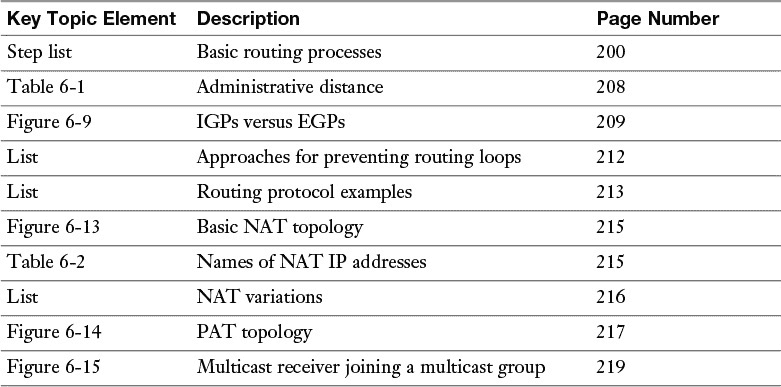 Key Topic Element Description Page Number
Step list Basic routing processes 200
Table 6-1 Administrative distance 208
Figure 6-9 IGPs versus EGPs 209
List Approaches for preventing routing loops 212
List Routing protocol examples 213
Figure 6-13 Basic NAT topology 215
Table 6-2 Names of NAT IP addresses 215
List NAT variations 216
Figure 6-14 PAT topology 217
Figure 6-15 Multicast receiver joining a multicast group 219